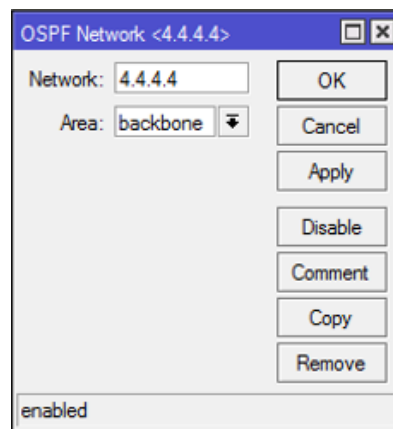 OSPF Network <4.4.4.4>
Network: 4.4.4.4
Area: backbone
OK
Cancel
Apply
Disable
Comment
Copy
Remove
enabled